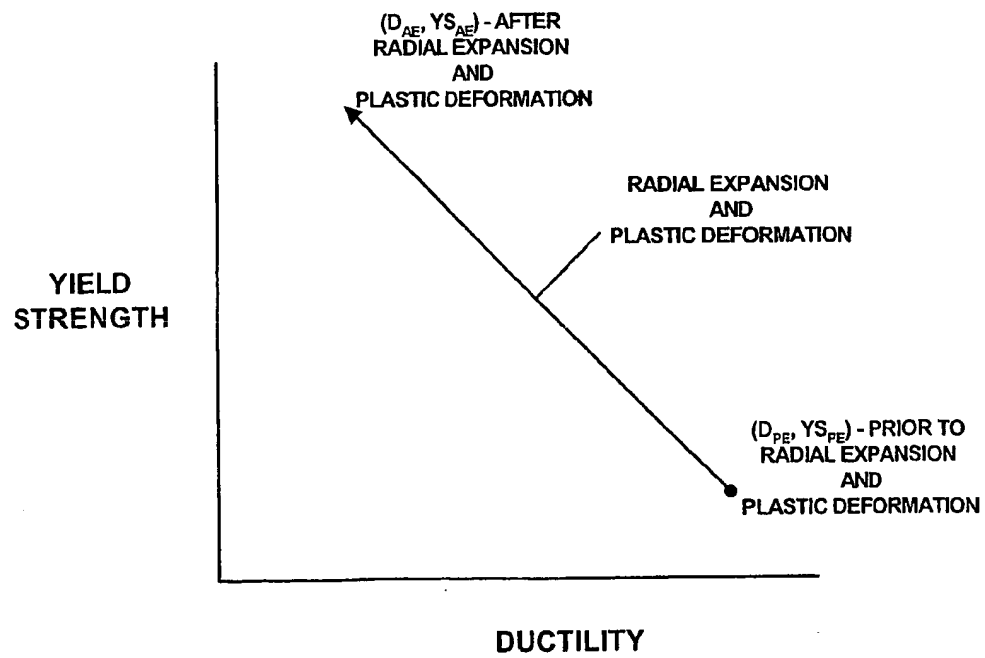 (D_AE, YS_AE) - AFTER
RADIAL EXPANSION
AND
PLASTIC DEFORMATION
RADIAL EXPANSION
AND
PLASTIC DEFORMATION
YIELD
STRENGTH
(D_PE, YS_PE) - PRIOR TO
RADIAL EXPANSION
AND
PLASTIC DEFORMATION
DUCTILITY